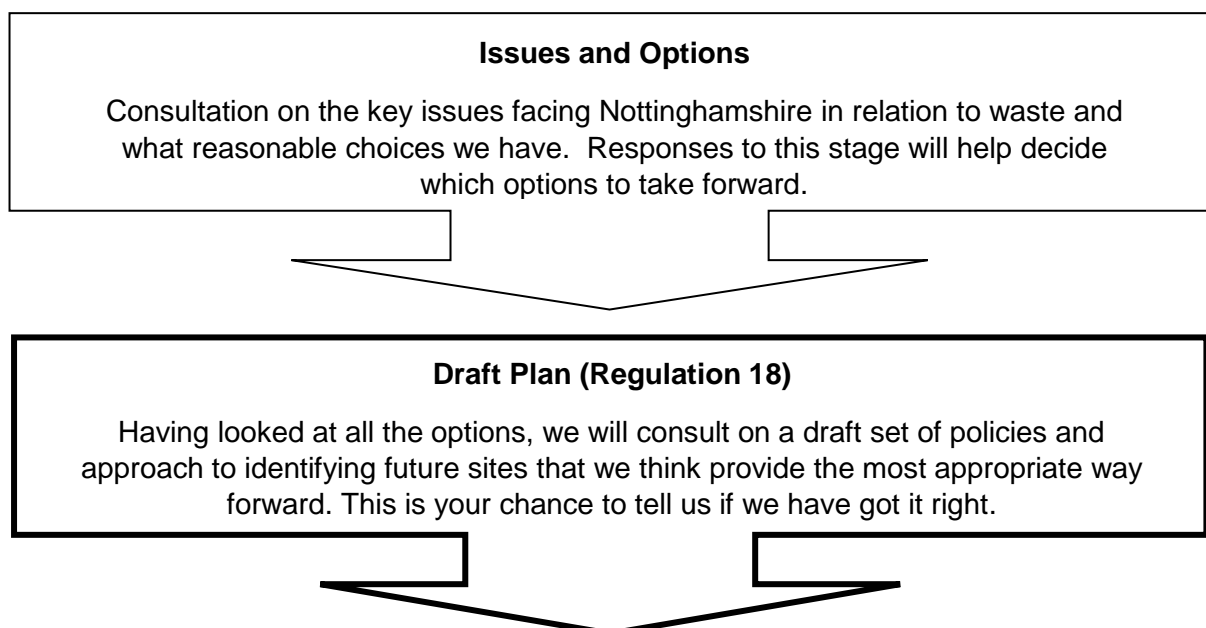 Issues and Options
Consultation on the key issues facing Nottinghamshire in relation to waste and
what reasonable choices we have.  Responses to this stage will help decide
which options to take forward.
Draft Plan (Regulation 18)
Having looked at all the options, we will consult on a draft set of policies and
approach to identifying future sites that we think provide the most appropriate way
forward. This is your chance to tell us if we have got it right.